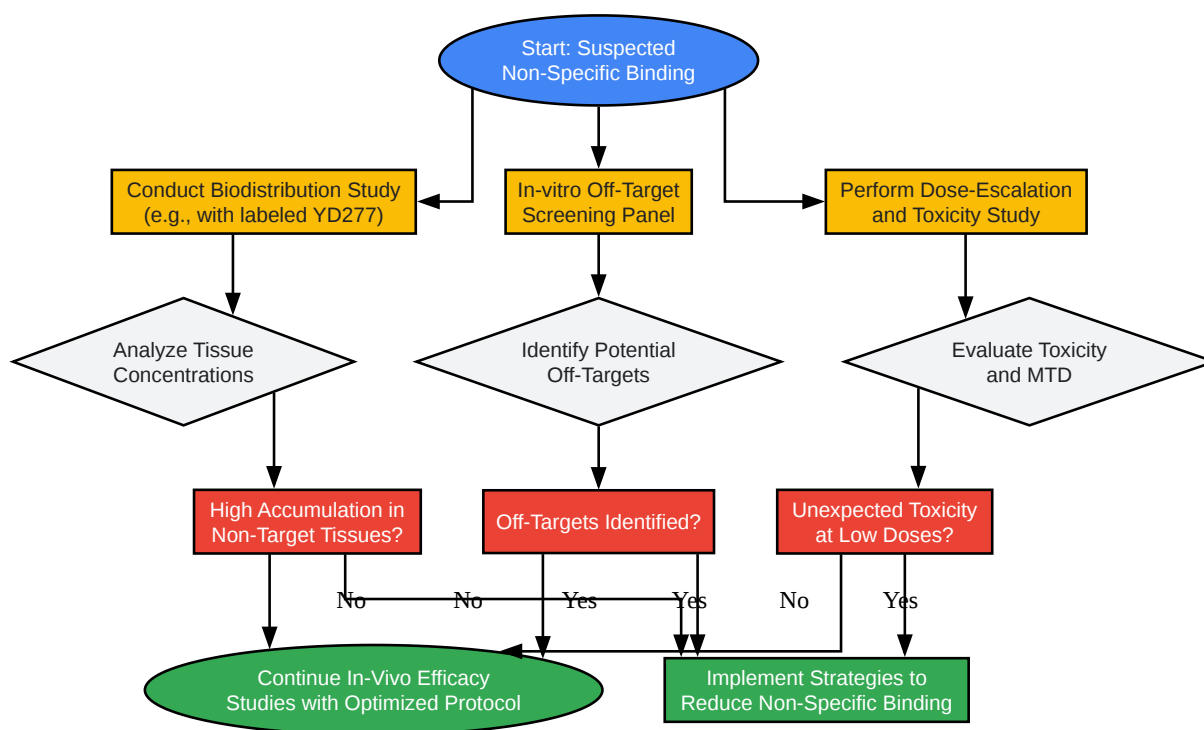 Start: Suspected
Non-Specific Binding
Conduct Biodistribution Study
(e.g., with labeled YD277)
In-vitro Off-Target
Screening Panel
Perform Dose-Escalation
and Toxicity Study
Analyze Tissue
Concentrations
Identify Potential
Off-Targets
Evaluate Toxicity
and MTD
High Accumulation in
Non-Target Tissues?
Off-Targets Identified?
Unexpected Toxicity
at Low Doses?
No
No
Yes
Yes
No
Yes
Continue In-Vivo Efficacy
Studies with Optimized Protocol
Implement Strategies to
Reduce Non-Specific Binding